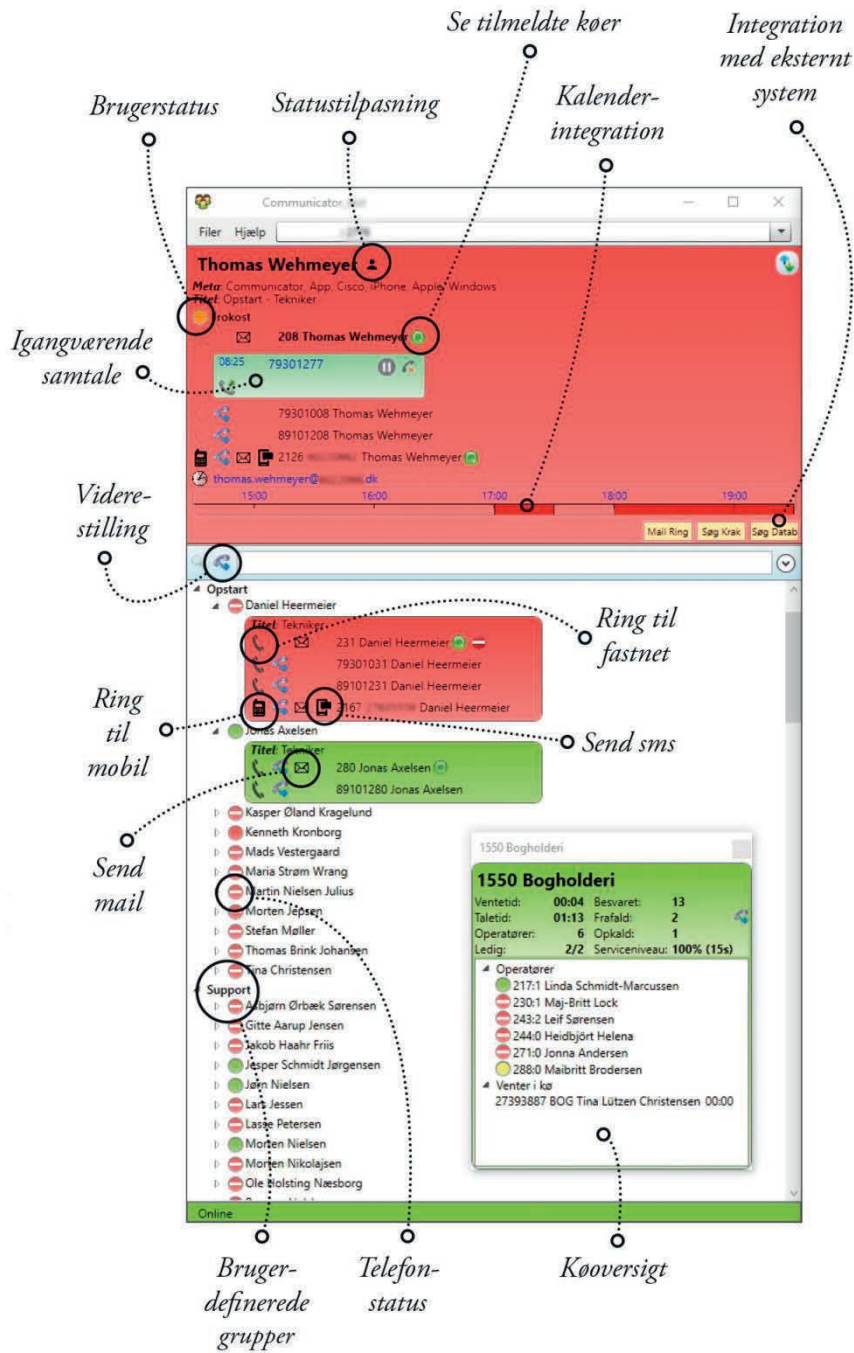 Se tilmeldte køer
Integration
med eksternt
system
Brugerstatus
Statustilpasning
Kalender-
integration
Communicator
Filer Hjælp
Thomas Wehmeyer
Meta: Communicator, App, Cisco, iPhone, Apple, Windows
Titel: Opstart - Tekniker
Frokost
208 Thomas Wehmeyer
Igangværende
samtale
08:25 79301277
79301008 Thomas Wehmeyer
89101208 Thomas Wehmeyer
2126 Thomas Wehmeyer
thomas.wehmeyer@ .dk
15:00 16:00 17:00 18:00 19:00
Mail Ring Søg Krak Søg Datab
Videre-
stilling
Opstart
Daniel Heermeier
Titel: Tekniker
231 Daniel Heermeier
79301031 Daniel Heermeier
89101231 Daniel Heermeier
2167 Daniel Heermeier
Ring til
fastnet
Ring
til
mobil
Send sms
Jonas Axelsen
Titel: Tekniker
280 Jonas Axelsen
89101280 Jonas Axelsen
Send
mail
Kasper Øland Kragelund
Kenneth Kronborg
Mads Vestergaard
Maria Strøm Wrang
Martin Nielsen Julius
Morten Jepsen
Stefan Møller
Thomas Brink Johansen
Tina Christensen
Support
Asbjørn Ørbæk Sørensen
Gitte Aarup Jensen
Jakob Haahr Friis
Jesper Schmidt Jørgensen
Jørn Nielsen
Lars Jessen
Lasse Petersen
Morten Nielsen
Morten Nikolajsen
Ole Holsting Næsborg
1550 Bogholderi
1550 Bogholderi
Ventetid: 00:04 Besvaret: 13
Taletid: 01:13 Frafald: 2
Operatører: 6 Opkald: 1
Ledig: 2/2 Serviceniveau: 100% (15s)
Operatører
217:1 Linda Schmidt-Marcussen
230:1 Maj-Britt Lock
243:2 Leif Sørensen
244:0 Heidbjört Helena
271:0 Jonna Andersen
288:0 Maibritt Brodersen
Venter i kø
27393887 BOG Tina Lützen Christensen 00:00
Online
Bruger-
definerede
grupper
Telefon-
status
Køoversigt